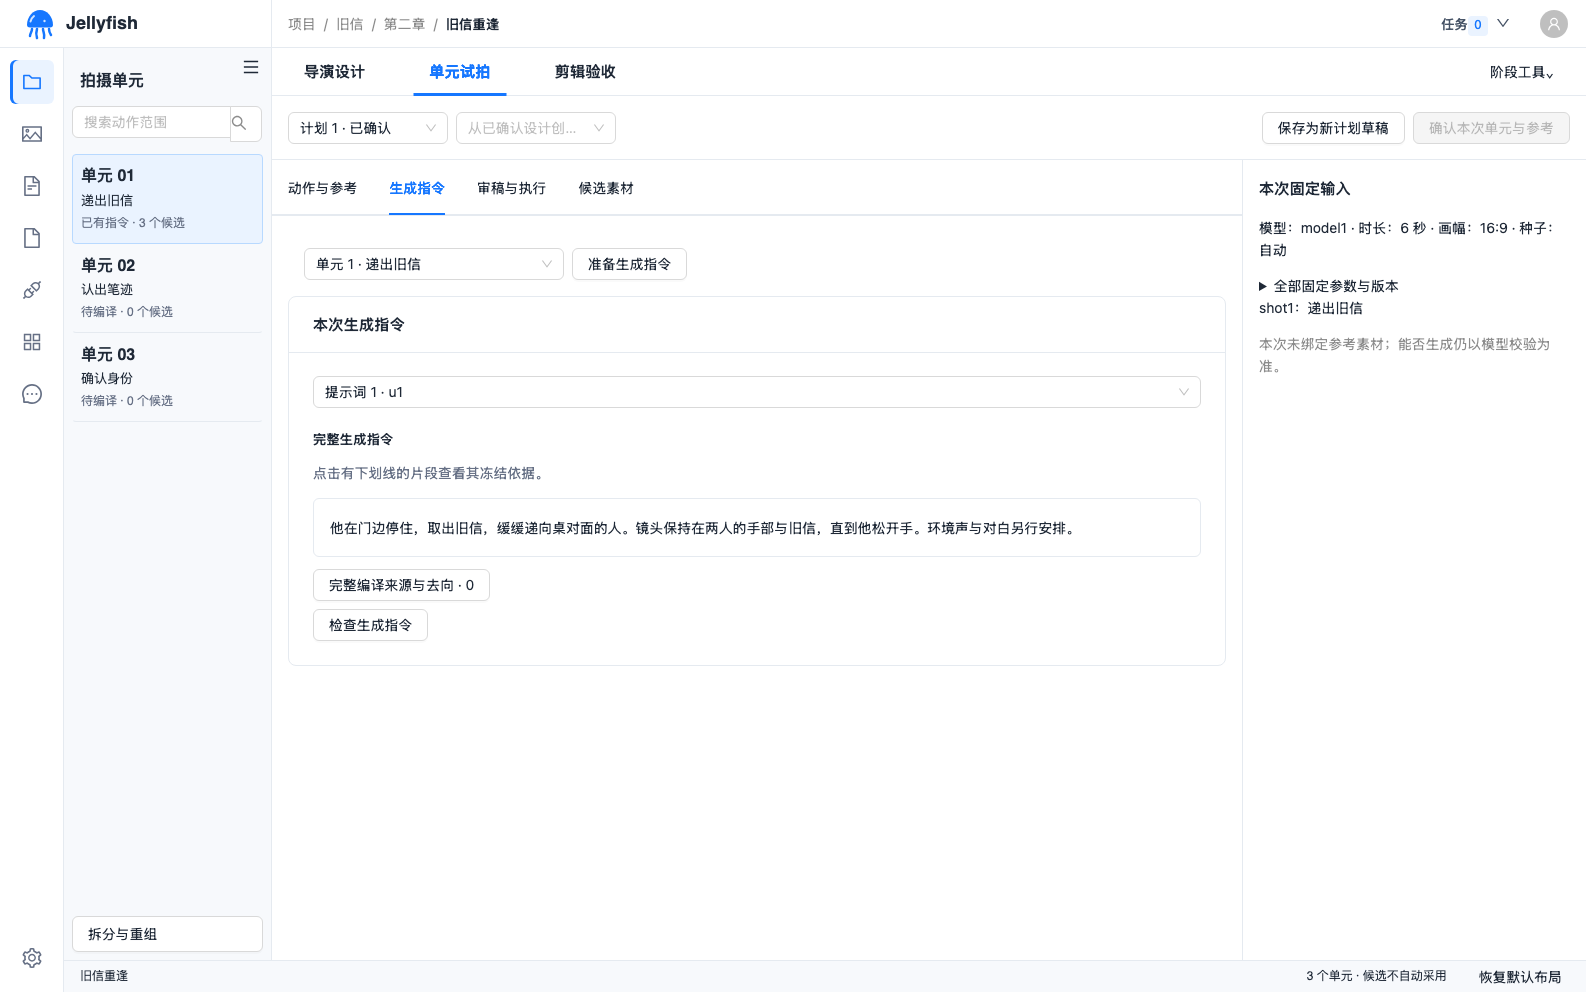 Jellyfish
项目 / 旧信 / 第二章 / 旧信重逢
任务 0
拍摄单元
搜索动作范围
单元 01
递出旧信
已有指令 · 3 个候选
单元 02
认出笔迹
待编译 · 0 个候选
单元 03
确认身份
待编译 · 0 个候选
拆分与重组
导演设计
单元试拍
剪辑验收
阶段工具
计划 1 · 已确认
从已确认设计创...
保存为新计划草稿
确认本次单元与参考
动作与参考
生成指令
审稿与执行
候选素材
单元 1 · 递出旧信
准备生成指令
本次生成指令
提示词 1 · u1
完整生成指令
点击有下划线的片段查看其冻结依据。
他在门边停住，取出旧信，缓缓递向桌对面的人。镜头保持在两人的手部与旧信，直到他松开手。环境声与对白另行安排。
完整编译来源与去向 · 0
检查生成指令
本次固定输入
模型：model1 · 时长：6 秒 · 画幅：16:9 · 种子：
自动
全部固定参数与版本
shot1：递出旧信
本次未绑定参考素材；能否生成仍以模型校验为
准。
旧信重逢
3 个单元 · 候选不自动采用
恢复默认布局